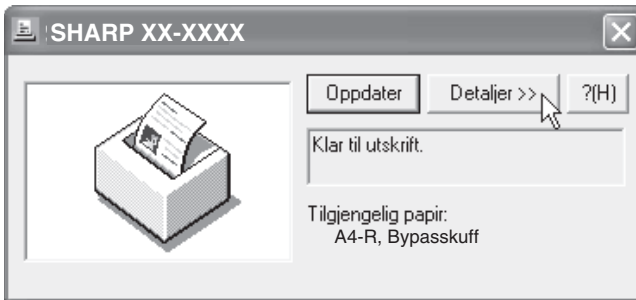 SHARP XX-XXXX
Oppdater Detaljer >> ?(H)
Klar til utskrift.
Tilgjengelig papir:
A4-R, Bypasskuff